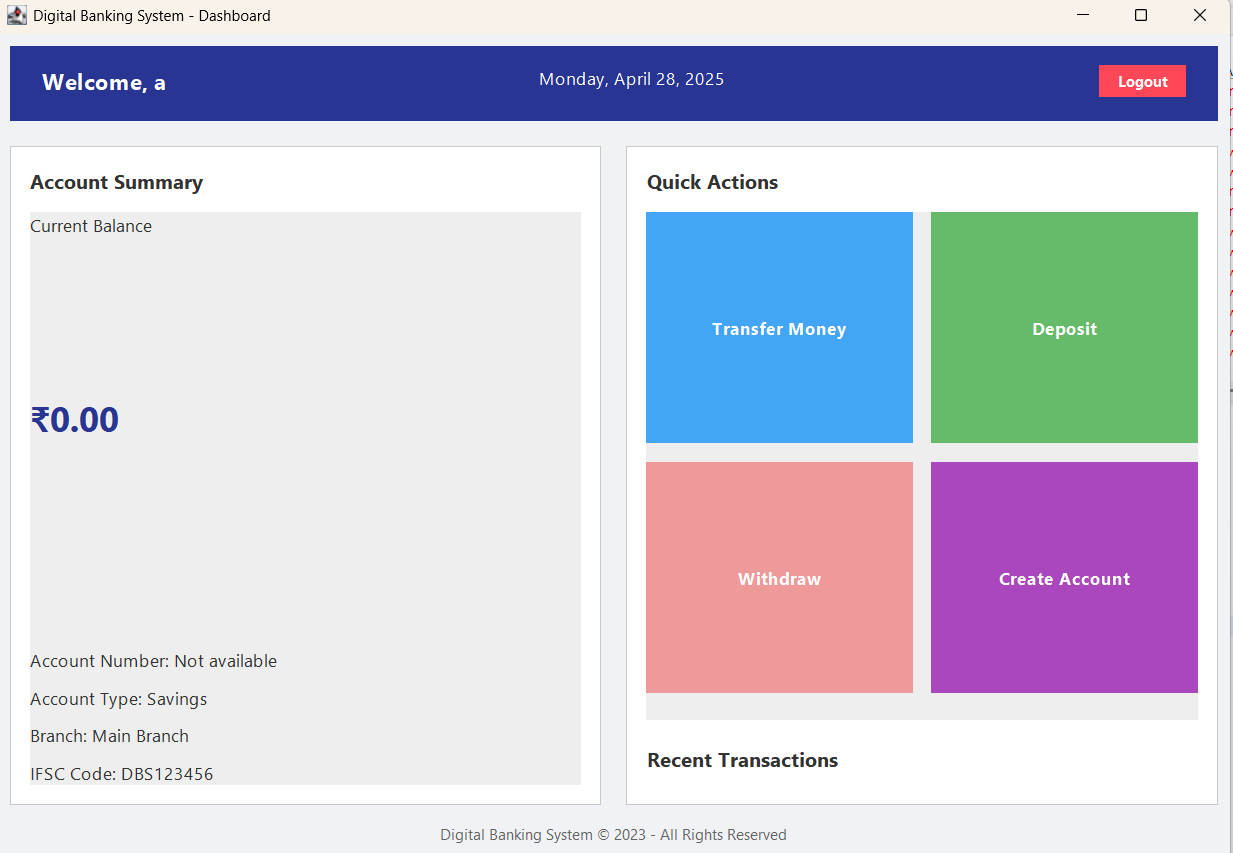 Digital Banking System - Dashboard
Welcome, a
Monday, April 28, 2025
Logout
Account Summary
Current Balance
₹0.00
Account Number: Not available
Account Type: Savings
Branch: Main Branch
IFSC Code: DBS123456
Quick Actions
Transfer Money
Deposit
Withdraw
Create Account
Recent Transactions
Digital Banking System © 2023 - All Rights Reserved